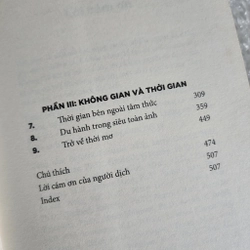 PHẦN III: KHÔNG GIAN VÀ THỜI GIAN
7. Thời gian bên ngoài tâm thức 309
8. Du hành trong siêu toàn ảnh 359
9. Trở về thời mơ 449
Chú thích 474
Lời cám ơn của người dịch 507
Index 507